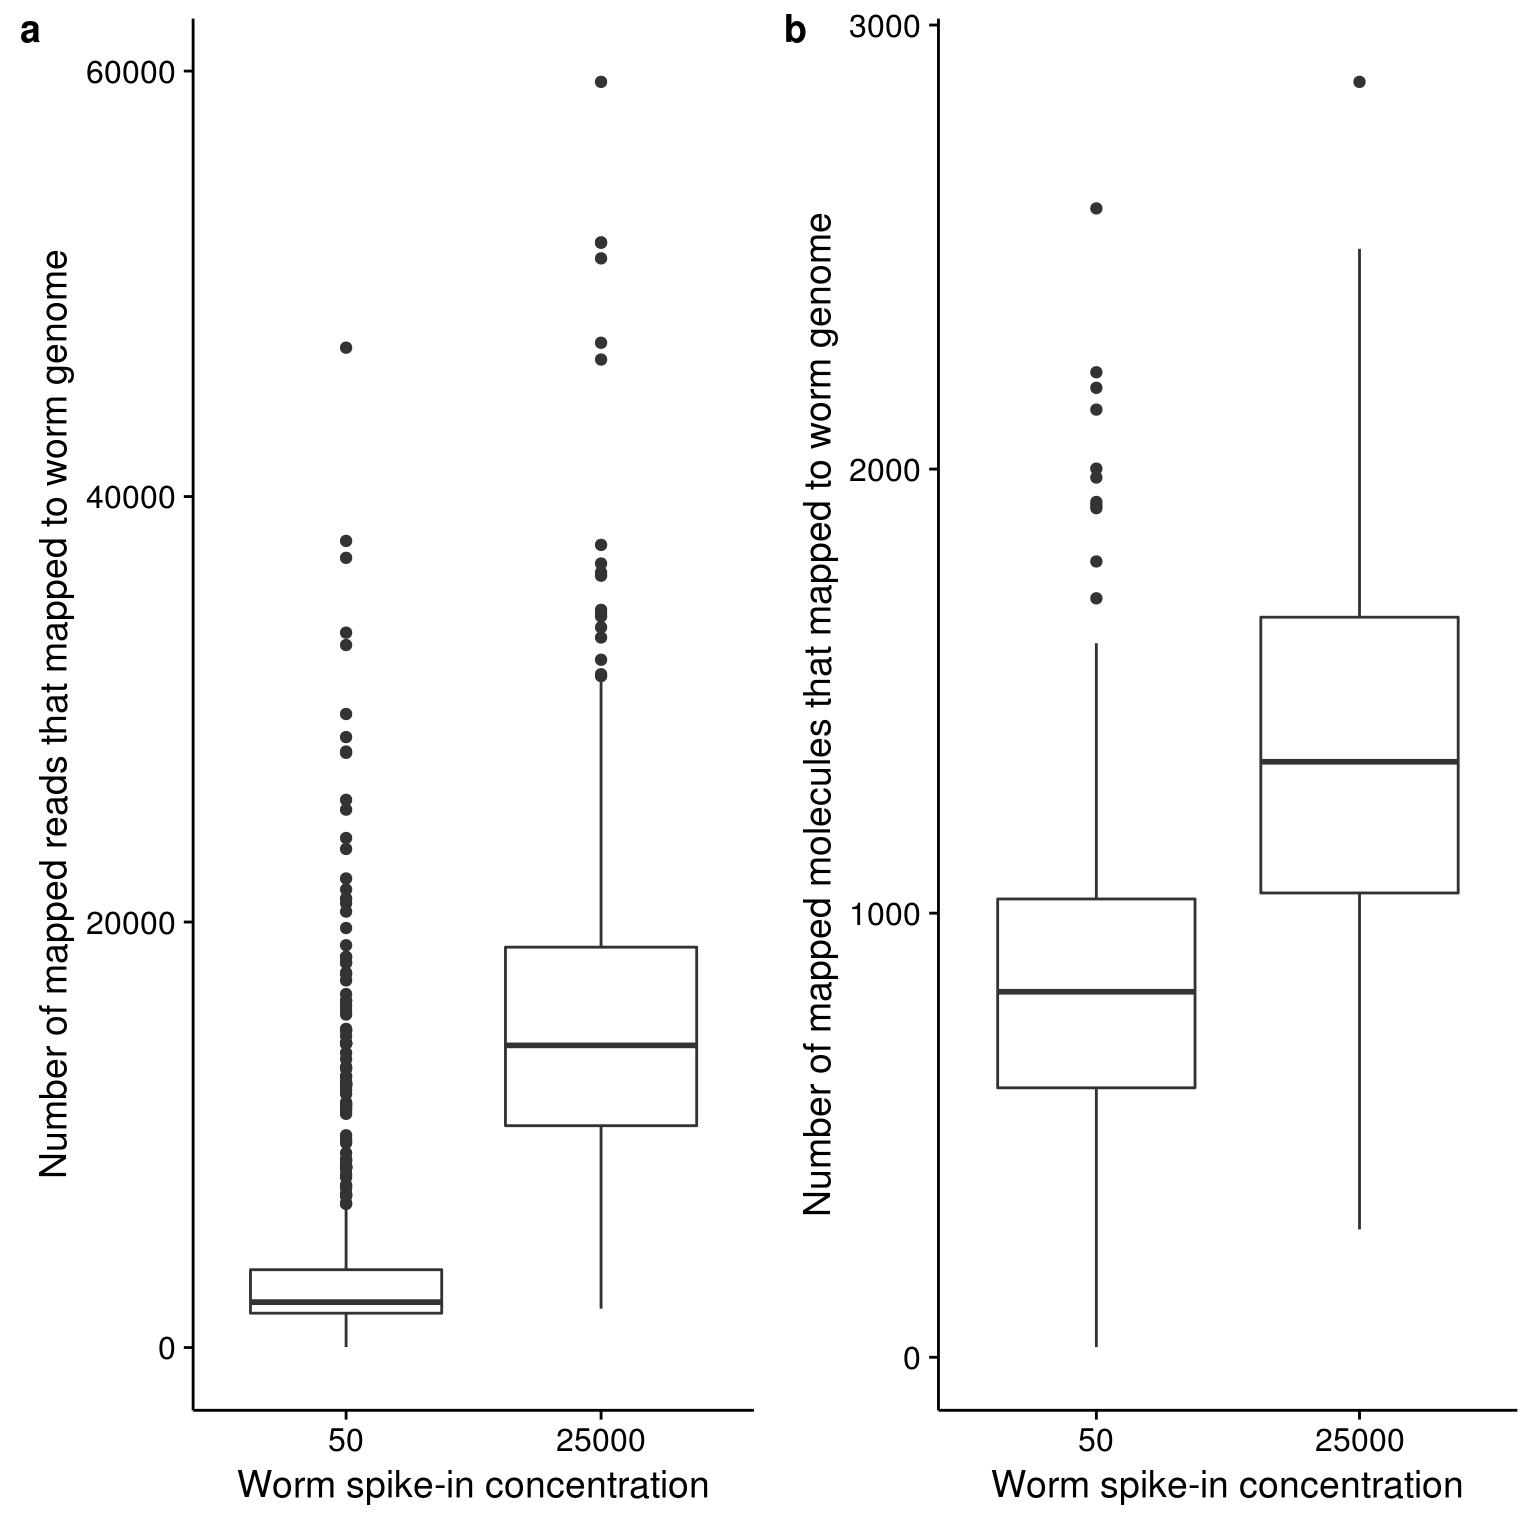 a
60000
40000
20000
0
Number of mapped reads that mapped to worm genome
50
25000
Worm spike-in concentration
b
3000
2000
1000
0
Number of mapped molecules that mapped to worm genome
50
25000
Worm spike-in concentration